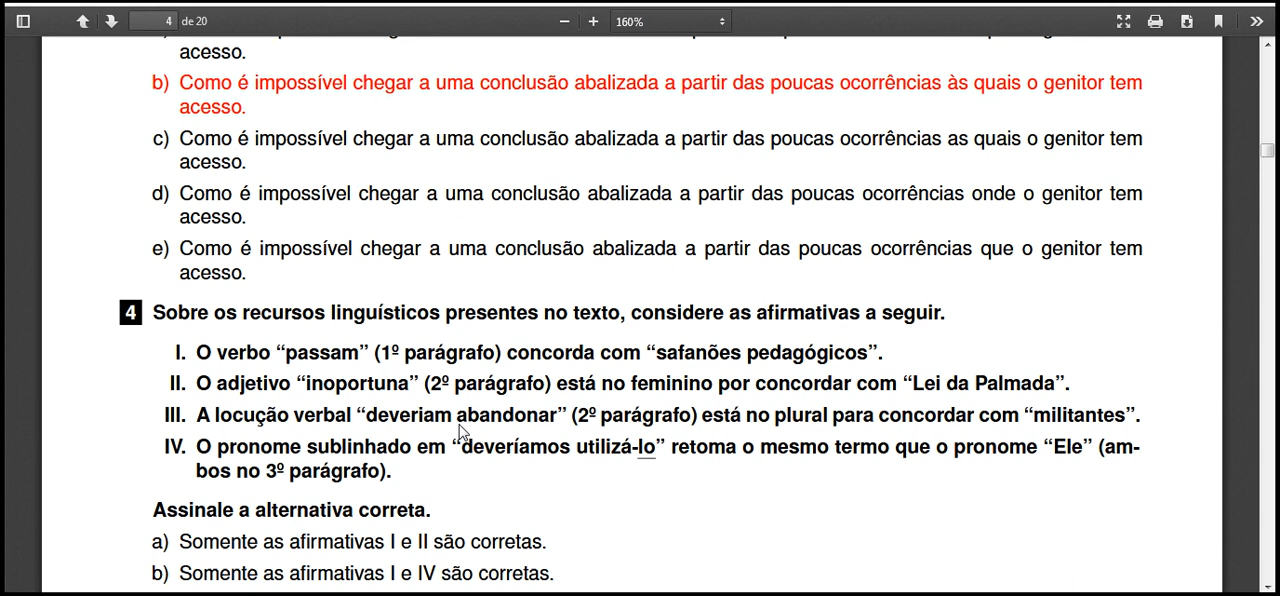 4 de 20 160%
acesso.
b) Como é impossível chegar a uma conclusão abalizada a partir das poucas ocorrências às quais o genitor tem
acesso.
c) Como é impossível chegar a uma conclusão abalizada a partir das poucas ocorrências as quais o genitor tem
acesso.
d) Como é impossível chegar a uma conclusão abalizada a partir das poucas ocorrências onde o genitor tem
acesso.
e) Como é impossível chegar a uma conclusão abalizada a partir das poucas ocorrências que o genitor tem
acesso.
4 Sobre os recursos linguísticos presentes no texto, considere as afirmativas a seguir.
I. O verbo “passam” (1º parágrafo) concorda com “safanões pedagógicos”.
II. O adjetivo “inoportuna” (2º parágrafo) está no feminino por concordar com “Lei da Palmada”.
III. A locução verbal “deveriam abandonar” (2º parágrafo) está no plural para concordar com “militantes”.
IV. O pronome sublinhado em “deveríamos utilizá-lo” retoma o mesmo termo que o pronome “Ele” (am-
bos no 3º parágrafo).
Assinale a alternativa correta.
a) Somente as afirmativas I e II são corretas.
b) Somente as afirmativas I e IV são corretas.